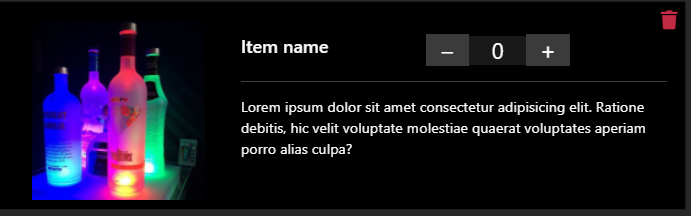 Item name
– 0 +
Lorem ipsum dolor sit amet consectetur adipisicing elit. Ratione
debitis, hic velit voluptate molestiae quaerat voluptates aperiam
porro alias culpa?